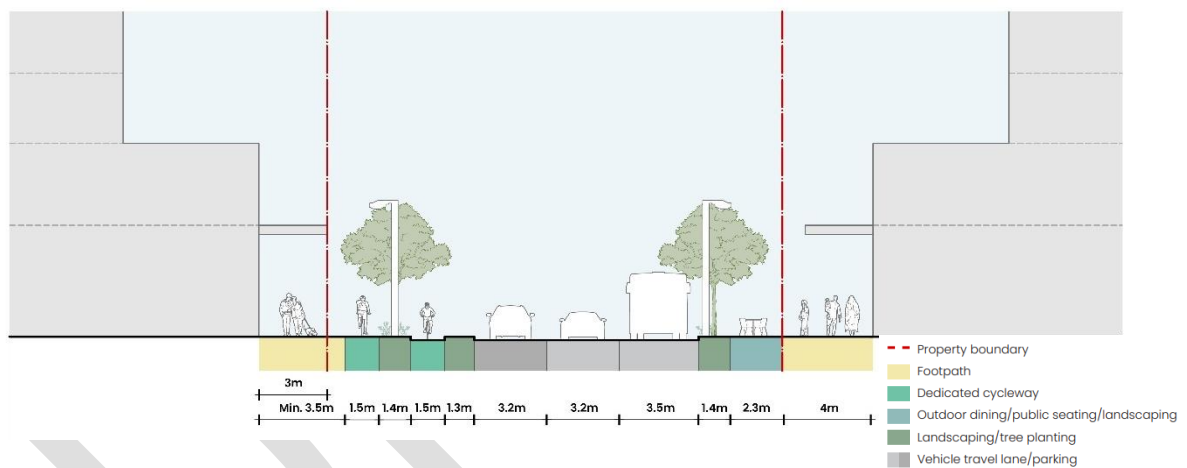 3m
Min. 3.5m 1.5m 1.4m 1.5m 1.3m 3.2m 3.2m 3.5m 1.4m 2.3m 4m
Property boundary
Footpath
Dedicated cycleway
Outdoor dining/public seating/landscaping
Landscaping/tree planting
Vehicle travel lane/parking